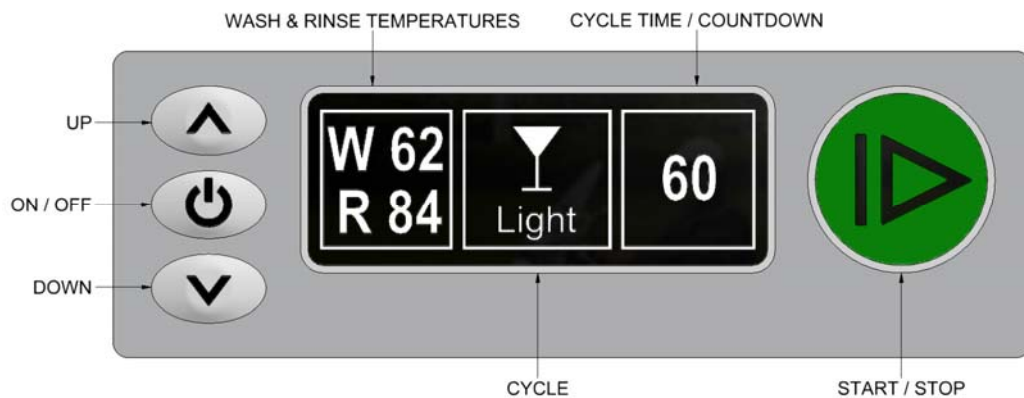 WASH & RINSE TEMPERATURES
CYCLE TIME / COUNTDOWN
UP
ON / OFF
DOWN
W 62
R 84
Light
60
CYCLE
START / STOP